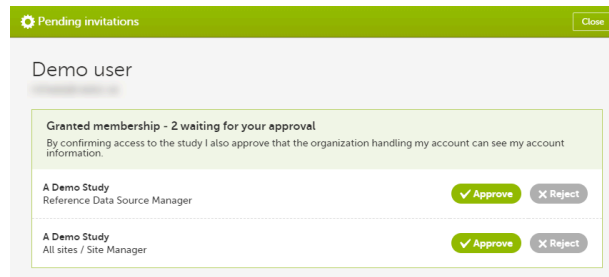 Pending invitations
Close
Demo user
Granted membership - 2 waiting for your approval
By confirming access to the study I also approve that the organization handling my account can see my account
information.
A Demo Study
Reference Data Source Manager
Approve
Reject
A Demo Study
All sites / Site Manager
Approve
Reject